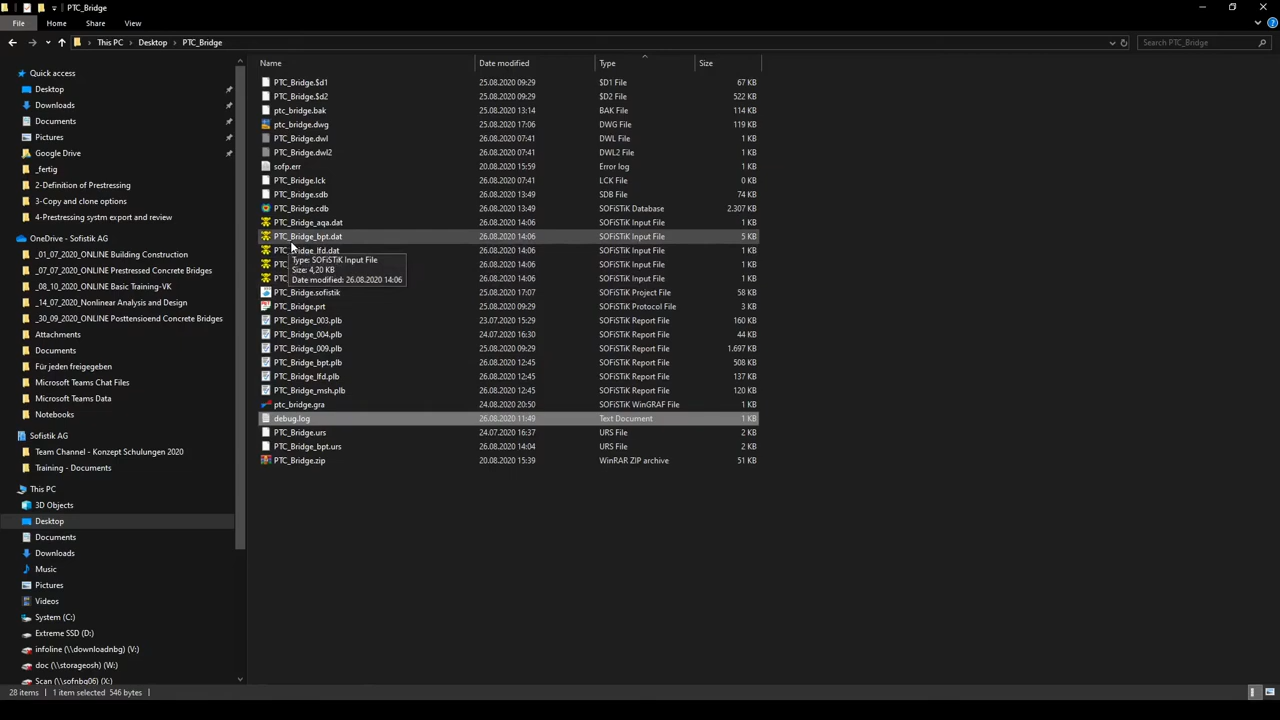 PTC_Bridge
File Home Share View
This PC Desktop PTC_Bridge Search PTC_Bridge
Name Date modified Type Size
Quick access
Desktop
Downloads
Documents
Pictures
Google Drive
_fertig
2-Definition of Prestressing
3-Copy and clone options
4-Prestressing systm export and review
OneDrive - Sofistik AG
_01_07_2020_ONLINE Building Construction
_07_07_2020_ONLINE Prestressed Concrete Bridges
_08_10_2020_ONLINE Basic Training-VK
_14_07_2020_Nonlinear Analysis and Design
_30_09_2020_ONLINE Posttensioend Concrete Bridges
Attachments
Documents
Für jeden freigegeben
Microsoft Teams Chat Files
Microsoft Teams Data
Notebooks
Sofistik AG
Team Channel - Konzept Schulungen 2020
Training - Documents
This PC
3D Objects
Desktop
Documents
Downloads
Music
Pictures
Videos
System (C:)
Extreme SSD (D:)
infoline (\\downloadnbg) (V:)
doc (\\storageosh) (W:)
Scan (\\sofnbg06) (X:)
PTC_Bridge.$d1 25.08.2020 09:29 $D1 File 67 KB
PTC_Bridge.$d2 25.08.2020 09:29 $D2 File 522 KB
ptc_bridge.bak 25.08.2020 13:14 BAK File 114 KB
ptc_bridge.dwg 25.08.2020 17:06 DWG File 119 KB
PTC_Bridge.dwl 26.08.2020 07:41 DWL File 1 KB
PTC_Bridge.dwl2 26.08.2020 07:41 DWL2 File 1 KB
sofp.err 20.08.2020 15:59 Error log 1 KB
PTC_Bridge.lck 26.08.2020 07:41 LCK File 0 KB
PTC_Bridge.sdb 26.08.2020 13:49 SDB File 74 KB
PTC_Bridge.cdb 26.08.2020 13:49 SOFiSTiK Database 2.307 KB
PTC_Bridge_aqa.dat 26.08.2020 14:06 SOFiSTiK Input File 1 KB
PTC_Bridge_bpt.dat 26.08.2020 14:06 SOFiSTiK Input File 5 KB
PTC_Bridge_lfd.dat 26.08.2020 14:06 SOFiSTiK Input File 1 KB
PTC 26.08.2020 14:06 SOFiSTiK Input File 1 KB
PTC 26.08.2020 14:06 SOFiSTiK Input File 1 KB
Type: SOFiSTiK Input File
Size: 4,20 KB
Date modified: 26.08.2020 14:06
PTC_Bridge.sofistik 25.08.2020 17:07 SOFiSTiK Project File 58 KB
PTC_Bridge.prt 25.08.2020 09:29 SOFiSTiK Protocol File 3 KB
PTC_Bridge_003.plb 23.07.2020 15:29 SOFiSTiK Report File 160 KB
PTC_Bridge_004.plb 24.07.2020 16:30 SOFiSTiK Report File 44 KB
PTC_Bridge_009.plb 25.08.2020 09:29 SOFiSTiK Report File 1.697 KB
PTC_Bridge_bpt.plb 26.08.2020 12:45 SOFiSTiK Report File 508 KB
PTC_Bridge_lfd.plb 26.08.2020 12:45 SOFiSTiK Report File 137 KB
PTC_Bridge_msh.plb 26.08.2020 12:45 SOFiSTiK Report File 120 KB
ptc_bridge.gra 24.08.2020 20:50 SOFiSTiK WinGRAF File 1 KB
debug.log 26.08.2020 11:49 Text Document 1 KB
PTC_Bridge.urs 24.07.2020 16:37 URS File 2 KB
PTC_Bridge_bpt.urs 26.08.2020 14:04 URS File 2 KB
PTC_Bridge.zip 20.08.2020 15:39 WinRAR ZIP archive 51 KB
28 items 1 item selected 546 bytes